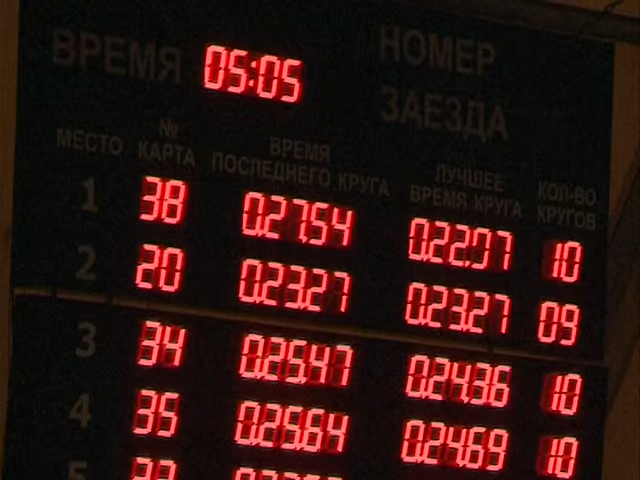 ВРЕМЯ 05:05 НОМЕР ЗАЕЗДА
МЕСТО № КАРТА ВРЕМЯ ПОСЛЕДНЕГО КРУГА ЛУЧШЕЕ ВРЕМЯ КРУГА КОЛ-ВО КРУГОВ
1 38 0.27.54 0.22.97 10
2 20 0.23.27 0.23.27 09
3 34 0.25.47 0.24.36 10
4 35 0.25.64 0.24.69 10
5